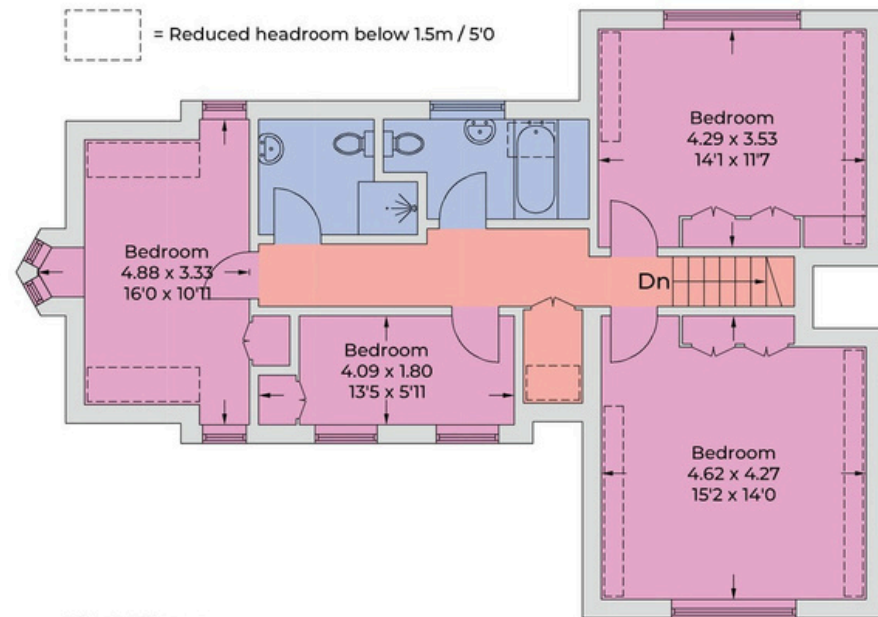 = Reduced headroom below 1.5m / 5'0
Bedroom
4.29 x 3.53
14'1 x 11'7
Bedroom
4.88 x 3.33
16'0 x 10'11
Dn
Bedroom
4.09 x 1.80
13'5 x 5'11
Bedroom
4.62 x 4.27
15'2 x 14'0